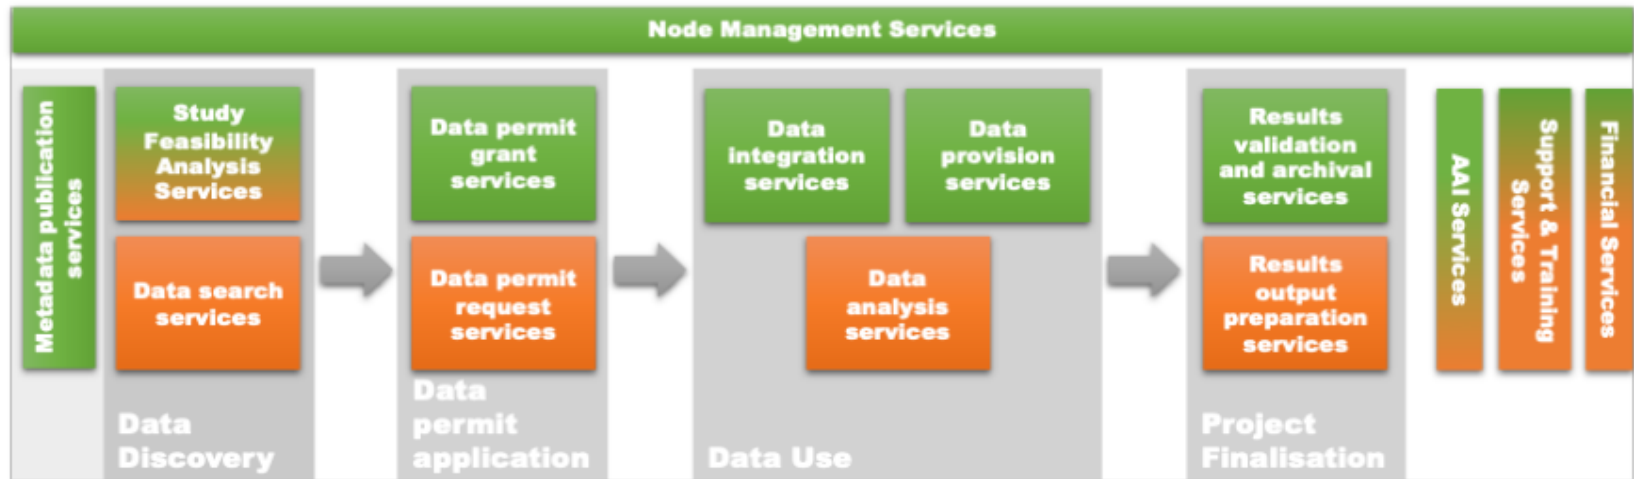 Node Management Services
Metadata publication
services
Study
Feasibility
Analysis
Services
Data search
services
Data
Discovery
Data permit
grant
services
Data permit
request
services
Data
permit
application
Data
integration
services
Data
provision
services
Data
analysis
services
Data Use
Results
validation
and archival
services
Results
output
preparation
services
Project
Finalisation
AAI Services
Support & Training
Services
Financial Services